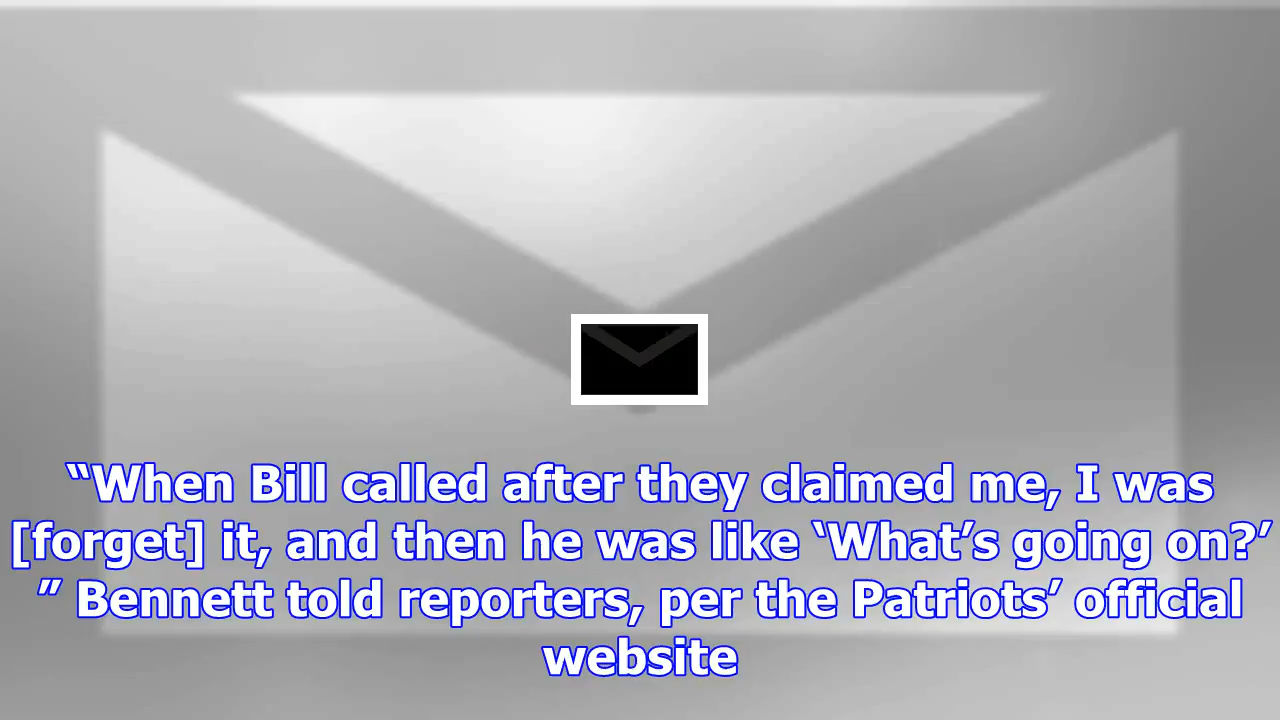 “When Bill called after they claimed me, I was
[forget] it, and then he was like ‘What’s going on?’
” Bennett told reporters, per the Patriots’ official
website